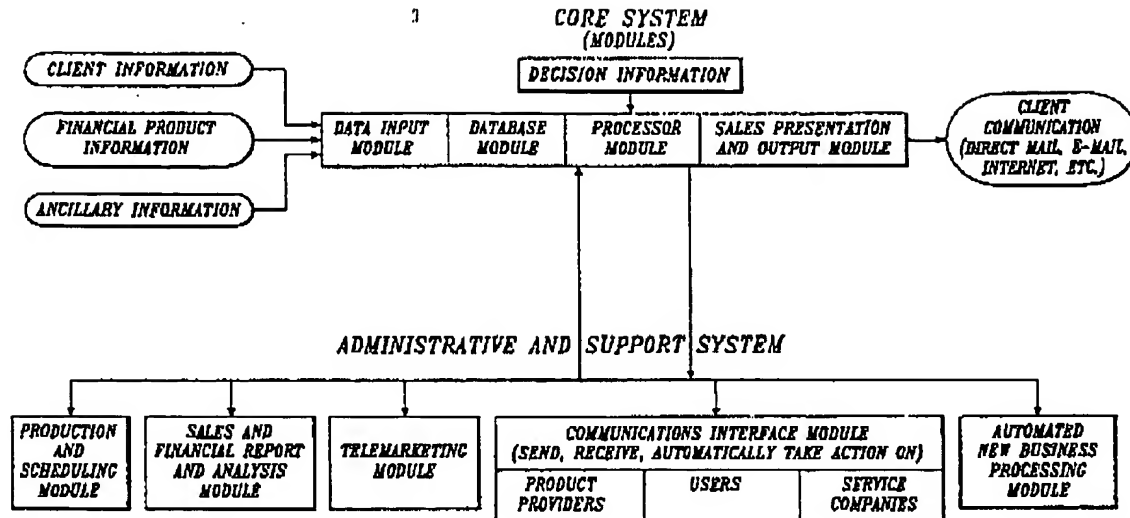 CORE SYSTEM
(MODULES)
DECISION INFORMATION
CLIENT INFORMATION
FINANCIAL PRODUCT
INFORMATION
ANCILLARY INFORMATION
DATA INPUT
MODULE
DATABASE
MODULE
PROCESSOR
MODULE
SALES PRESENTATION
AND OUTPUT MODULE
CLIENT
COMMUNICATION
(DIRECT MAIL, E-MAIL,
INTERNET, ETC.)
ADMINISTRATIVE AND SUPPORT SYSTEM
PRODUCTION
AND
SCHEDULING
MODULE
SALES AND
FINANCIAL REPORT
AND ANALYSIS
MODULE
TELEMARKETING
MODULE
COMMUNICATIONS INTERFACE MODULE
(SEND, RECEIVE, AUTOMATICALLY TAKE ACTION ON)
PRODUCT
PROVIDERS
USERS
SERVICE
COMPANIES
AUTOMATED
NEW BUSINESS
PROCESSING
MODULE